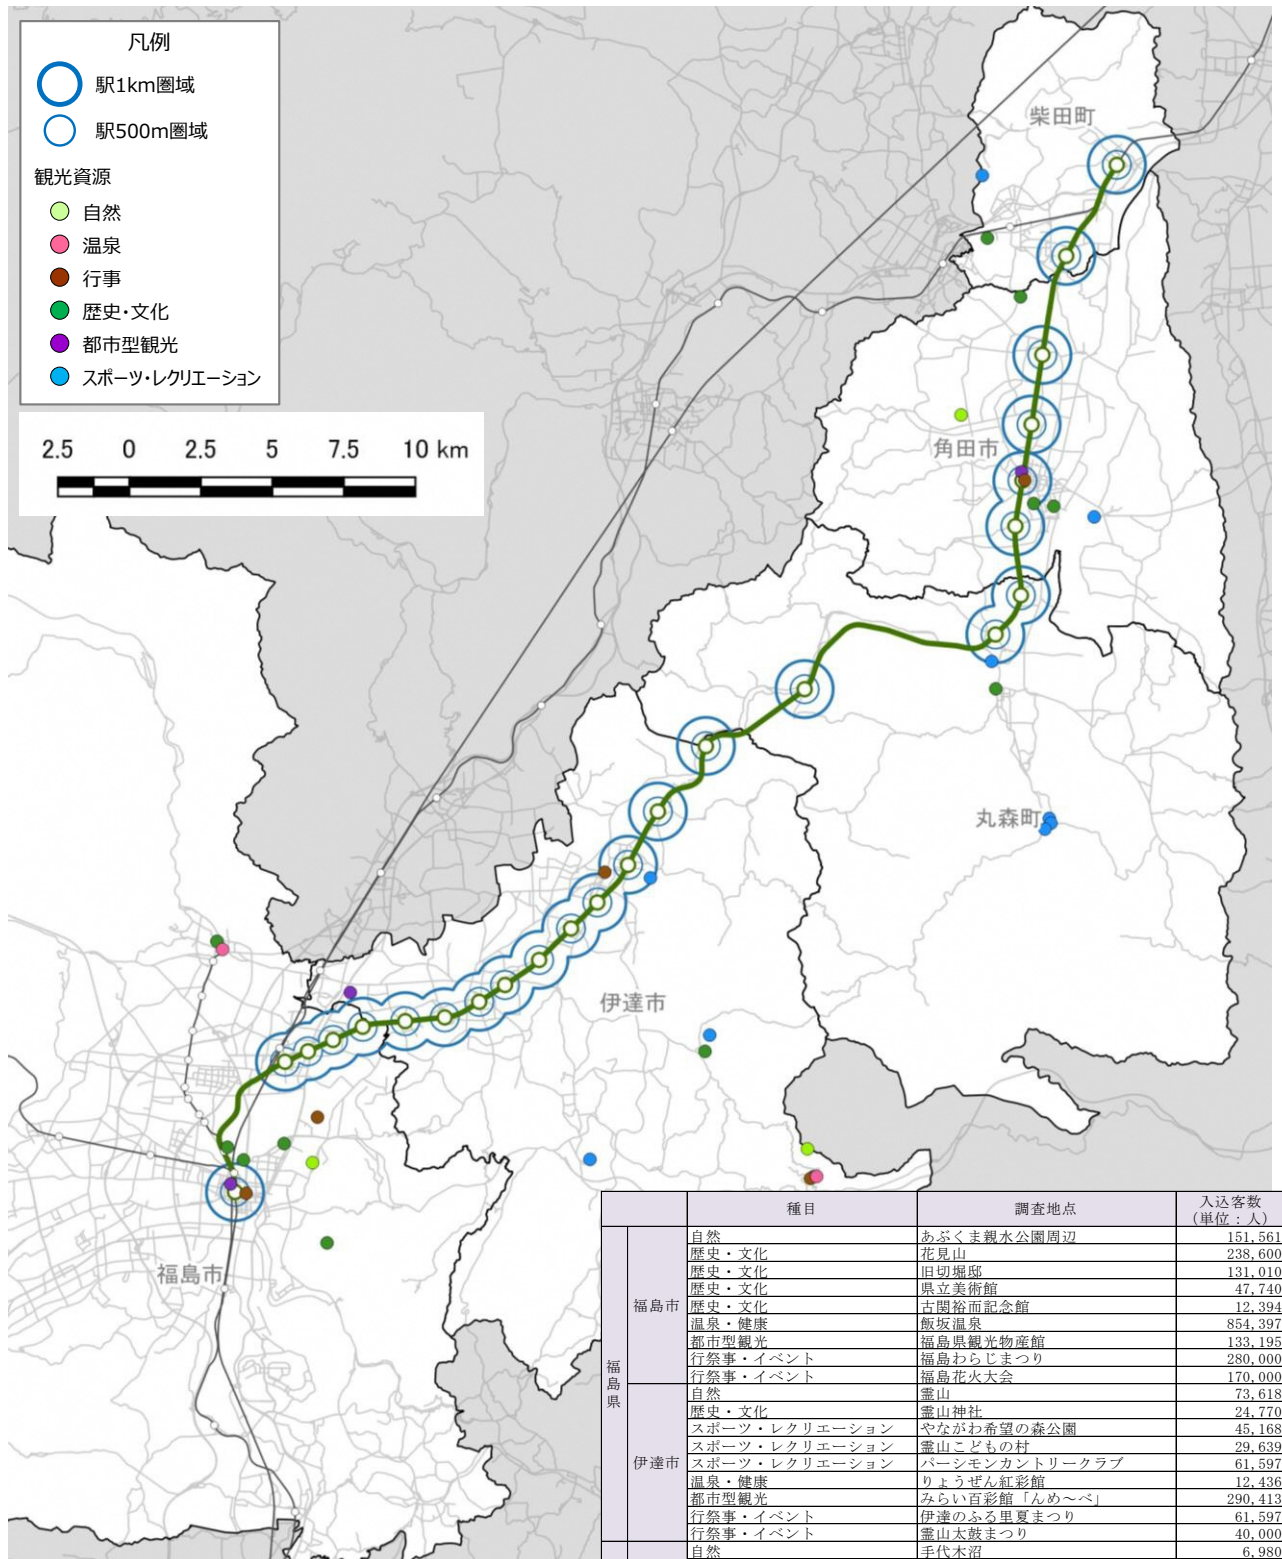 凡例
駅1km圏域
駅500m圏域
観光資源
自然
温泉
行事
歴史・文化
都市型観光
スポーツ・レクリエーション
2.5 0 2.5 5 7.5 10 km
柴田町
角田市
丸森町
伊達市
福島市
種目 調査地点 入込客数
(単位：人)
福島県
福島市
自然 あぶくま親水公園周辺 151,561
歴史・文化 花見山 238,600
歴史・文化 旧切堀邸 131,010
歴史・文化 県立美術館 47,740
歴史・文化 古関裕而記念館 12,394
温泉・健康 飯坂温泉 854,397
都市型観光 福島県観光物産館 133,195
行祭事・イベント 福島わらじまつり 280,000
行祭事・イベント 福島花火大会 170,000
伊達市
自然 霊山 73,618
歴史・文化 霊山神社 24,770
スポーツ・レクリエーション やながわ希望の森公園 45,168
スポーツ・レクリエーション 霊山こどもの村 29,639
スポーツ・レクリエーション パーシモンカントリークラブ 61,597
温泉・健康 りょうぜん紅彩館 12,436
都市型観光 みらい百彩館「んめ～べ」 290,413
行祭事・イベント 伊達のふる里夏まつり 61,597
行祭事・イベント 霊山太鼓まつり 40,000
自然 手代木沼 6,980